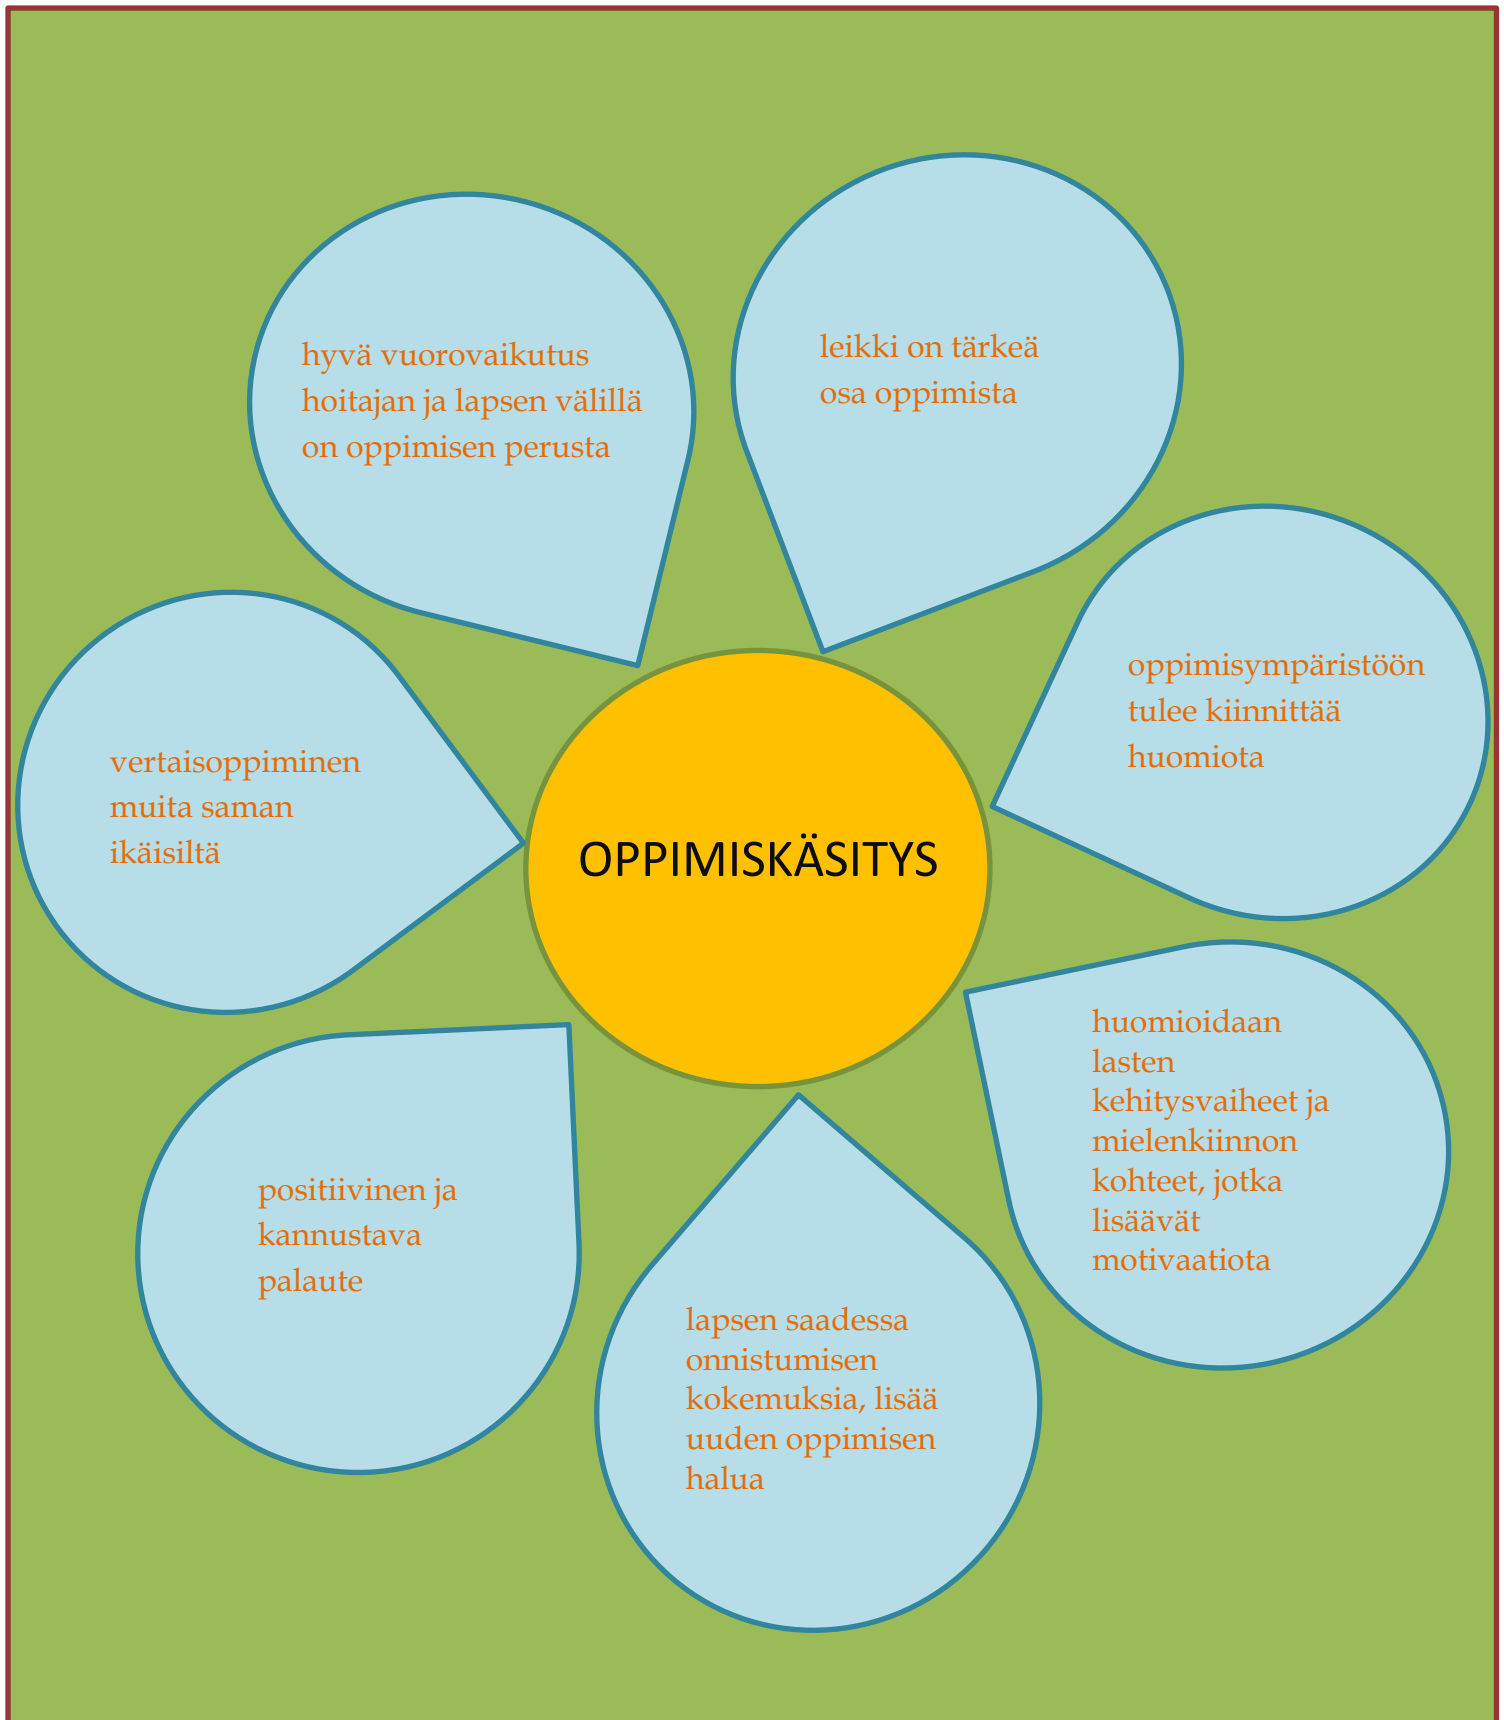 leikki on tärkeä
osa oppimista
hyvä vuorovaikutus
hoitajan ja lapsen välillä
on oppimisen perusta
oppimisympäristöön
tulee kiinnittää
huomiota
vertaisoppiminen
muita saman
ikäisiltä
OPPIMISKÄSITYS
huomioidaan
lasten
kehitysvaiheet ja
mielenkiinnon
kohteet, jotka
lisäävät
motivaatiota
positiivinen ja
kannustava
palaute
lapsen saadessa
onnistumisen
kokemuksia, lisää
uuden oppimisen
halua